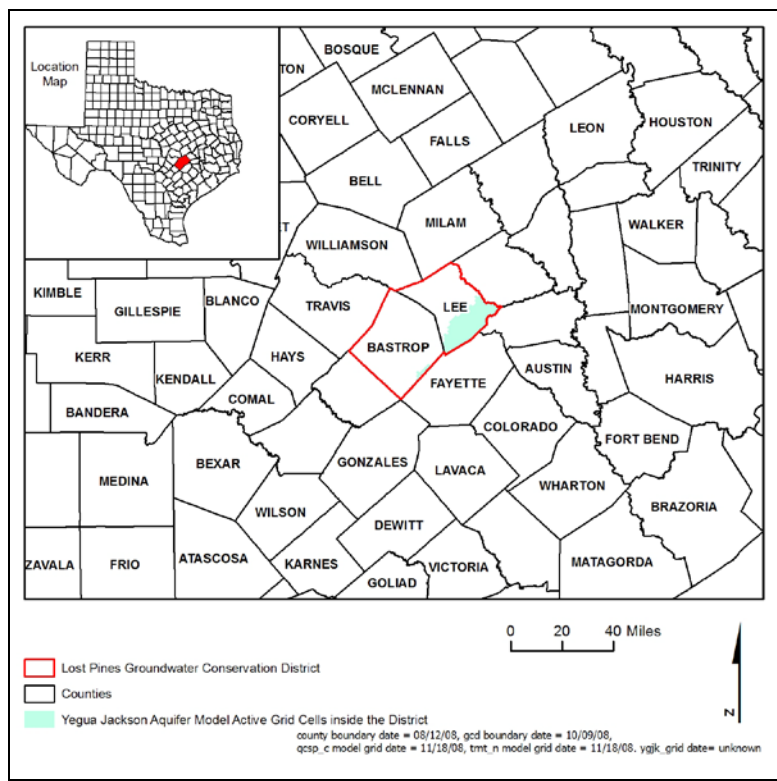 Location
Map
BOSQUE
TON
MCLENNAN
CORYELL
FALLS
LEON
HOUSTON
TRINITY
BELL
MILAM
WALKER
ET
WILLIAMSON
KIMBLE
GILLESPIE
BLANCO
TRAVIS
LEE
MONTGOMERY
BASTROP
HAYS
KERR
KENDALL
FAYETTE
AUSTIN
HARRIS
COMAL
BANDERA
COLORADO
FORT BEND
BEXAR
GONZALES
LAVACA
MEDINA
WHARTON
BRAZORIA
WILSON
DEWITT
ZAVALA
FRIO
ATASCOSA
KARNES
VICTORIA
MATAGORDA
GOLIAD
0 20 40 Miles
Lost Pines Groundwater Conservation District
Counties
Yegua Jackson Aquifer Model Active Grid Cells inside the District
N
county boundary date = 08/12/08, gcd boundary date = 10/09/08,
qcsp_c model grid date = 11/18/08, tmt_n model grid date = 11/18/08. ygjk_grid date= unknown